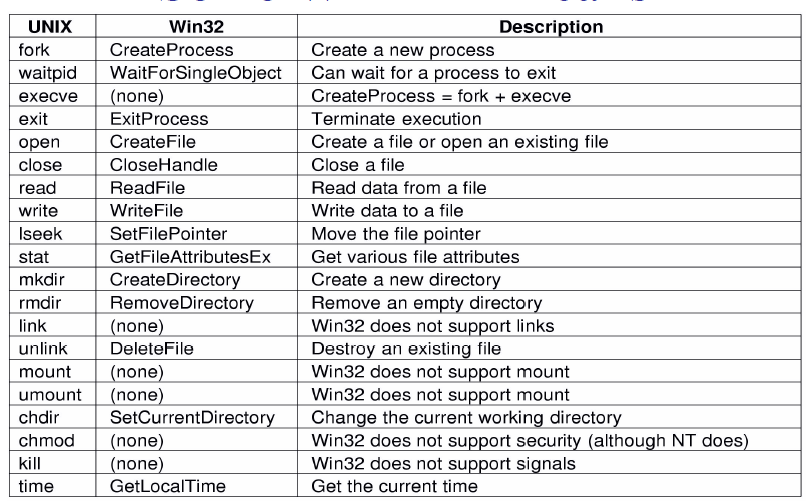 UNIX Win32 Description
fork CreateProcess Create a new process
waitpid WaitForSingleObject Can wait for a process to exit
execve (none) CreateProcess = fork + execve
exit ExitProcess Terminate execution
open CreateFile Create a file or open an existing file
close CloseHandle Close a file
read ReadFile Read data from a file
write WriteFile Write data to a file
lseek SetFilePointer Move the file pointer
stat GetFileAttributesEx Get various file attributes
mkdir CreateDirectory Create a new directory
rmdir RemoveDirectory Remove an empty directory
link (none) Win32 does not support links
unlink DeleteFile Destroy an existing file
mount (none) Win32 does not support mount
umount (none) Win32 does not support mount
chdir SetCurrentDirectory Change the current working directory
chmod (none) Win32 does not support security (although NT does)
kill (none) Win32 does not support signals
time GetLocalTime Get the current time